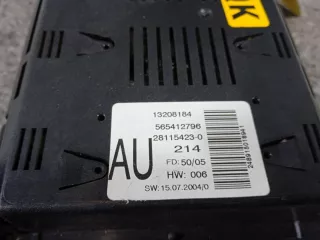 K
13208184
565412796
28115423-0
214
AU
FD: 50/05
HW: 006
SW: 15.07.2004/0